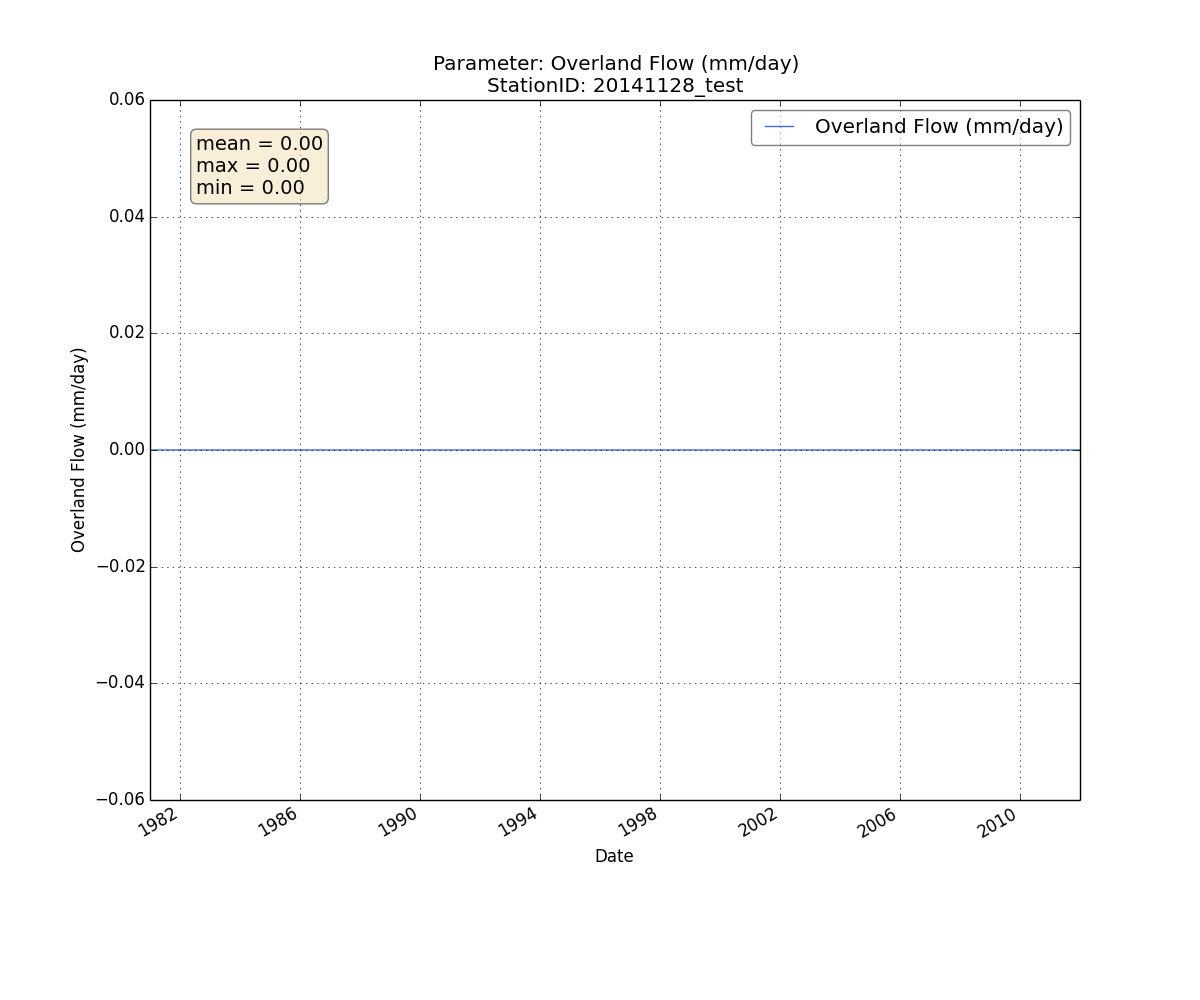 Parameter: Overland Flow (mm/day)
StationID: 20141128_test
mean = 0.00
max = 0.00
min = 0.00
Overland Flow (mm/day)
0.06
0.04
0.02
0.00
−0.02
−0.04
−0.06
Overland Flow (mm/day)
1982
1986
1990
1994
1998
2002
2006
2010
Date